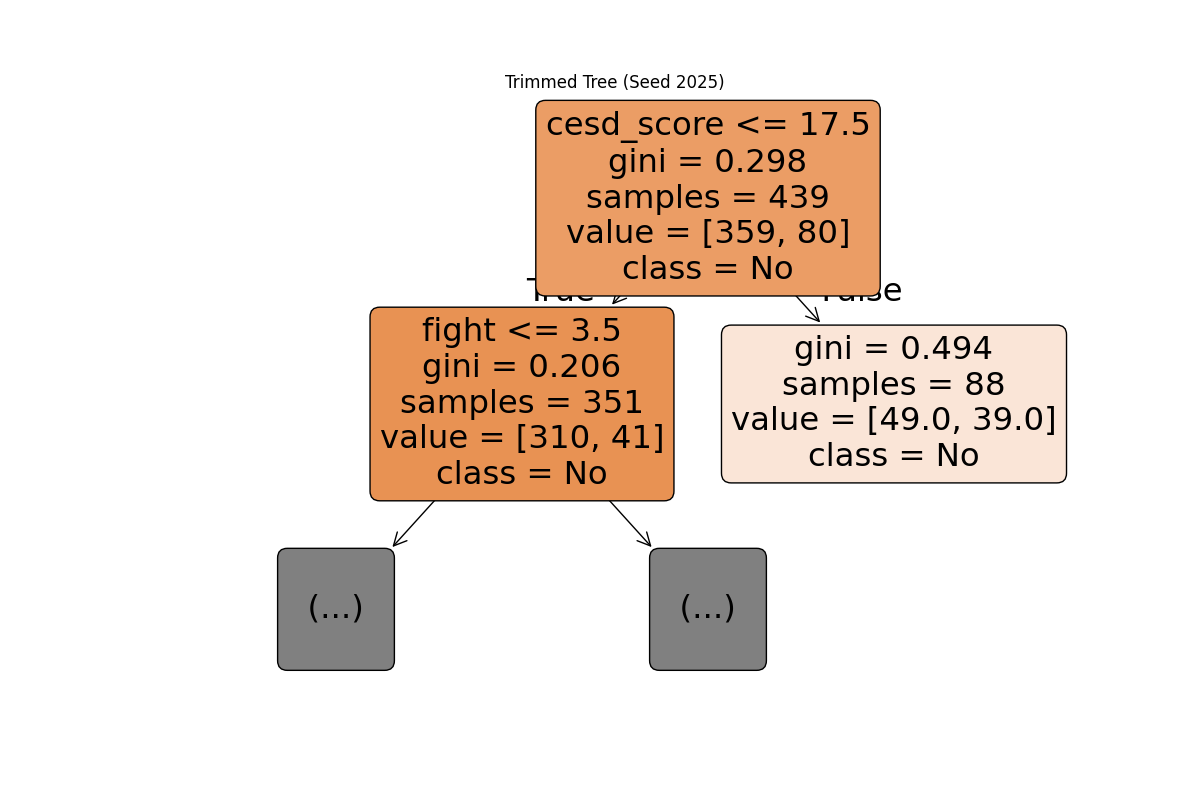 Trimmed Tree (Seed 2025)
cesd_score <= 17.5
gini = 0.298
samples = 439
value = [359, 80]
class = No
True
False
fight <= 3.5
gini = 0.206
samples = 351
value = [310, 41]
class = No
gini = 0.494
samples = 88
value = [49.0, 39.0]
class = No
(...)
(...)